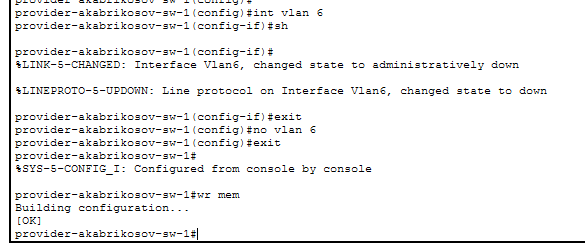 provider-akabrikosov-sw-1(config)#
provider-akabrikosov-sw-1(config)#int vlan 6
provider-akabrikosov-sw-1(config-if)#sh
provider-akabrikosov-sw-1(config-if)#
%LINK-5-CHANGED: Interface Vlan6, changed state to administratively down
%LINEPROTO-5-UPDOWN: Line protocol on Interface Vlan6, changed state to down
provider-akabrikosov-sw-1(config-if)#exit
provider-akabrikosov-sw-1(config)#no vlan 6
provider-akabrikosov-sw-1(config)#exit
provider-akabrikosov-sw-1#
%SYS-5-CONFIG_I: Configured from console by console
provider-akabrikosov-sw-1#wr mem
Building configuration...
[OK]
provider-akabrikosov-sw-1#